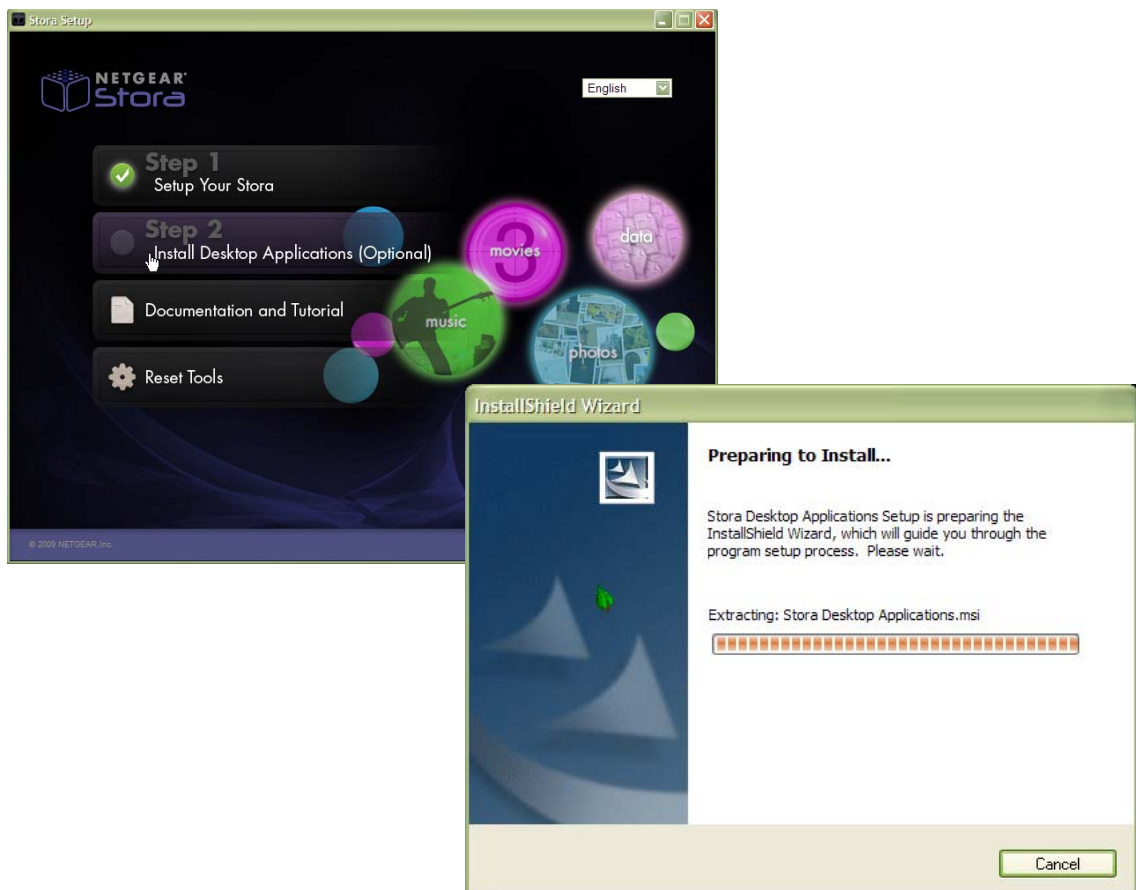 Stora Setup
NETGEAR®
Stora
English
Step 1
Setup Your Stora
Step 2
Install Desktop Applications (Optional)
Documentation and Tutorial
Reset Tools
movies
3
data
music
photos
© 2009 NETGEAR, Inc.
InstallShield Wizard
Preparing to Install...
Stora Desktop Applications Setup is preparing the
InstallShield Wizard, which will guide you through the
program setup process.  Please wait.
Extracting: Stora Desktop Applications.msi
Cancel